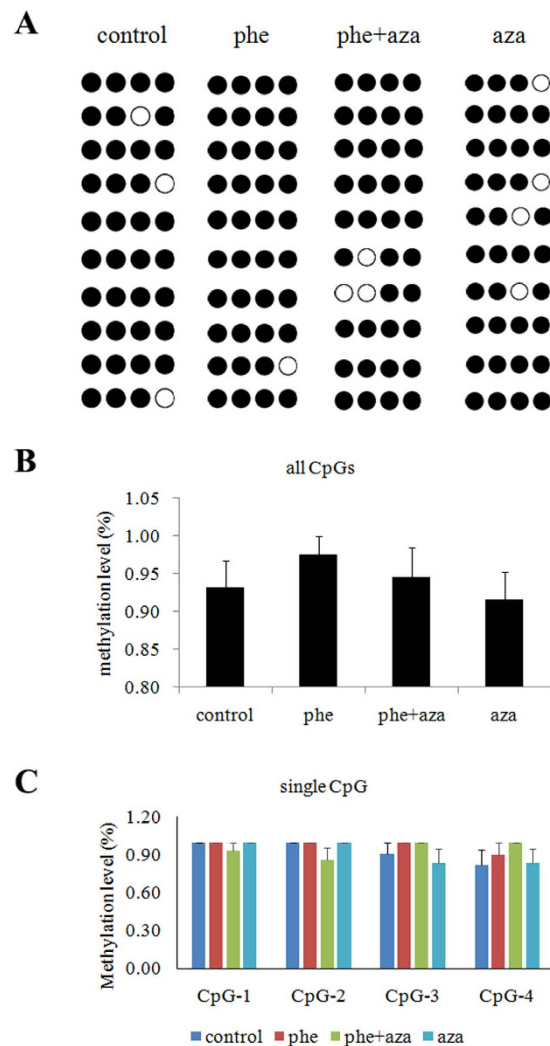 A
control phe phe+aza aza
B
all CpGs
methylation level (%)
1.05
1.00
0.95
0.90
0.85
0.80
control phe phe+aza aza
C
single CpG
Methylation level (%)
1.20
0.90
0.60
0.30
0.00
CpG-1 CpG-2 CpG-3 CpG-4
control phe phe+aza aza